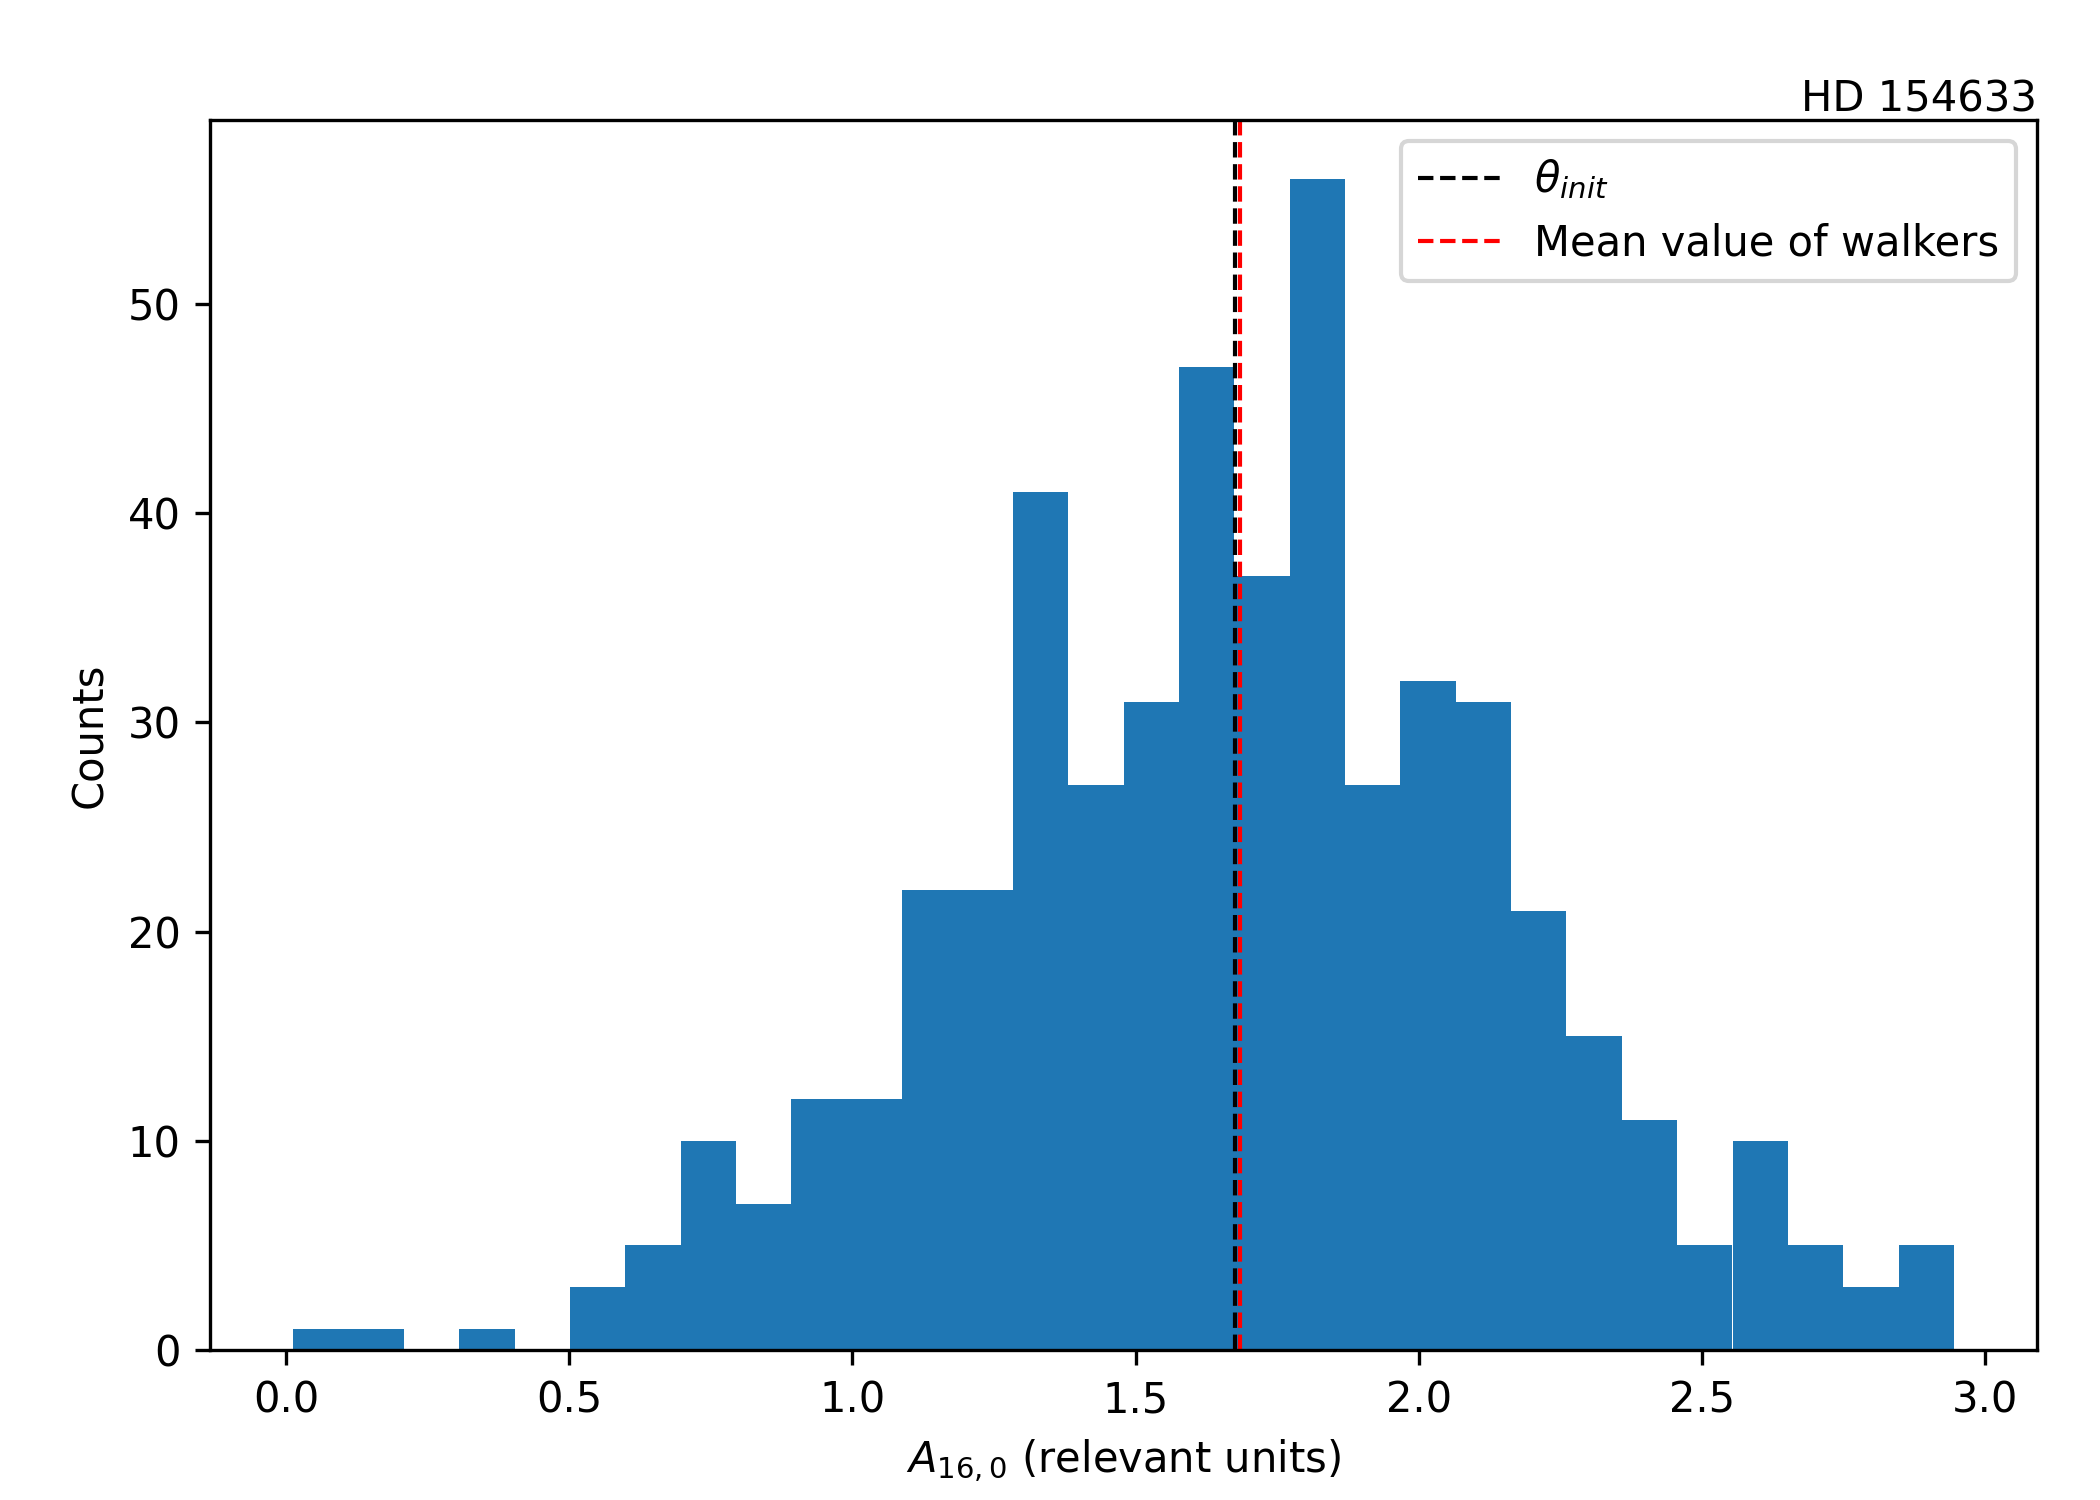 HD 154633
θinit
Mean value of walkers
50
40
30
20
10
0
Counts
0.0 0.5 1.0 1.5 2.0 2.5 3.0
A16,0 (relevant units)